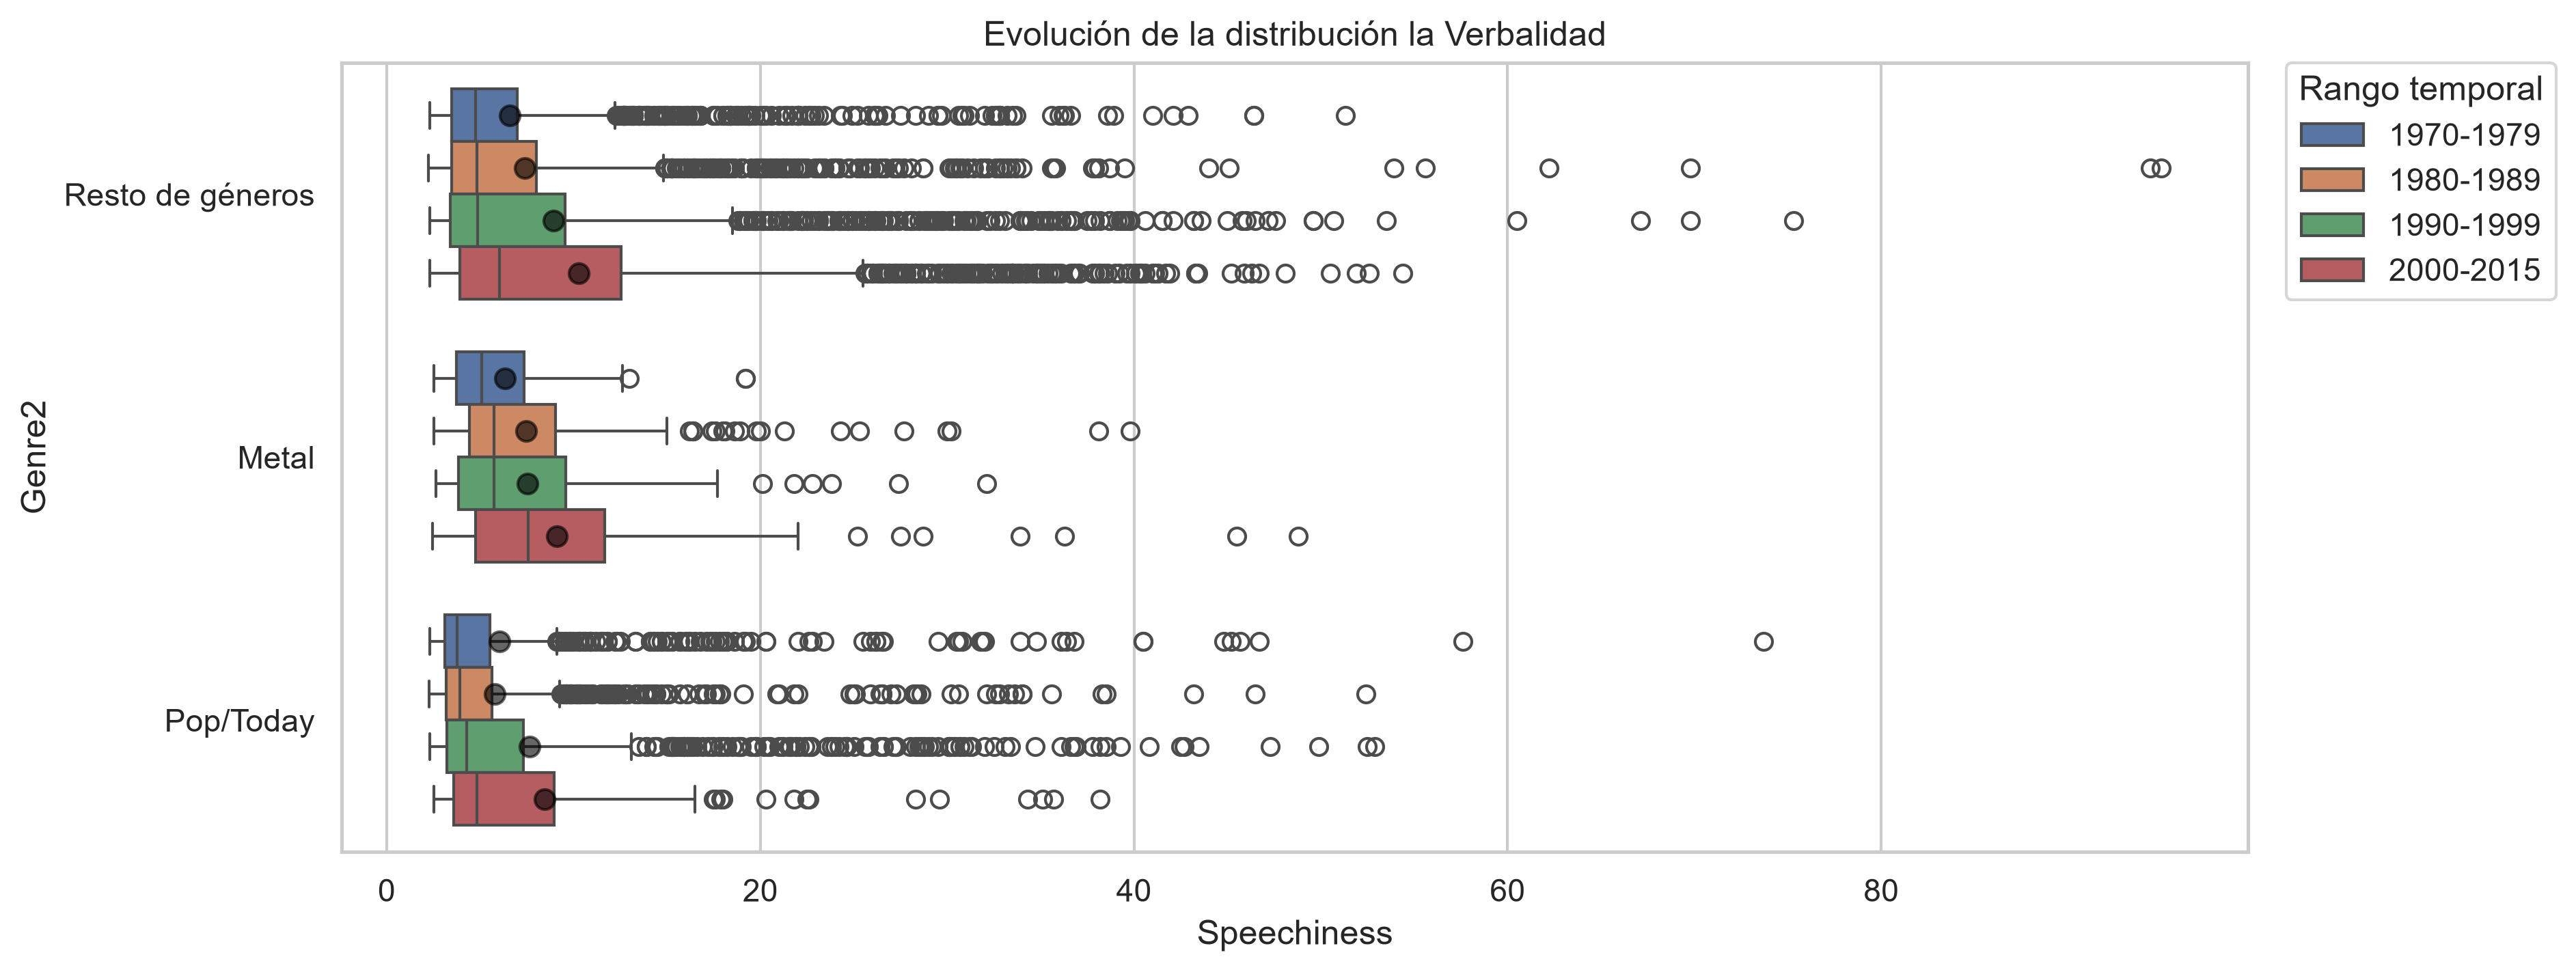 Evolución de la distribución la Verbalidad
Rango temporal
1970-1979
1980-1989
1990-1999
2000-2015
Genre2
Resto de géneros
Metal
Pop/Today
0 20 40 60 80
Speechiness